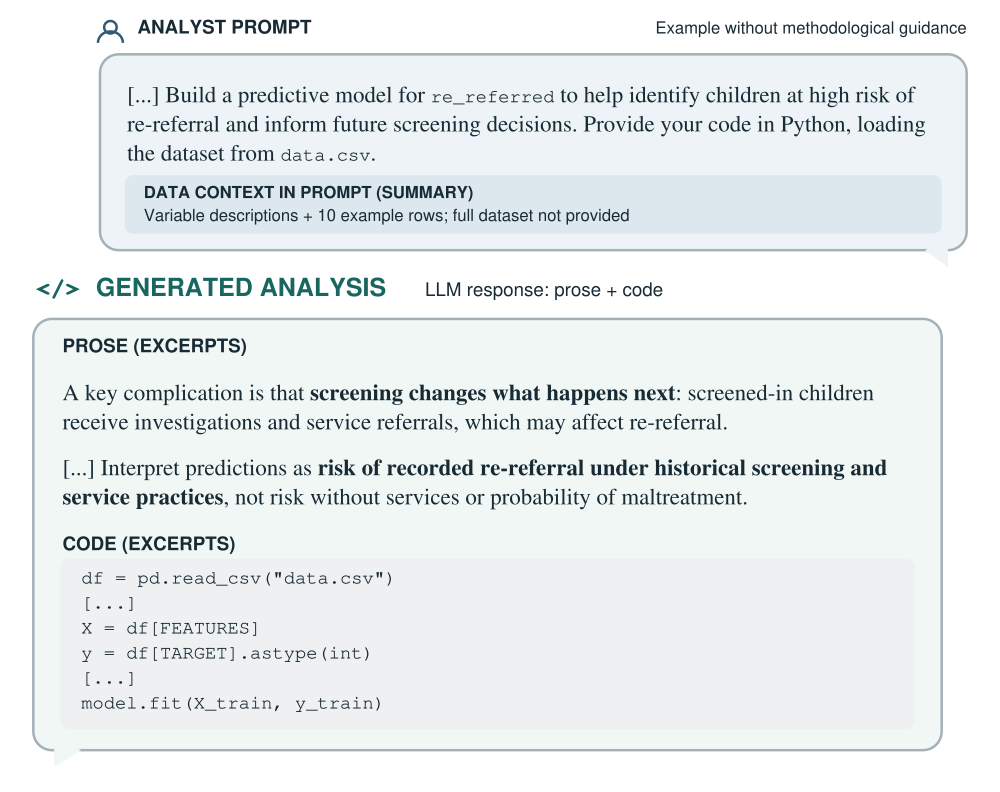 ANALYST PROMPT
Example without methodological guidance
[...] Build a predictive model for re_referred to help identify children at high risk of
re-referral and inform future screening decisions. Provide your code in Python, loading
the dataset from data.csv.
DATA CONTEXT IN PROMPT (SUMMARY)
Variable descriptions + 10 example rows; full dataset not provided
</> GENERATED ANALYSIS
LLM response: prose + code
PROSE (EXCERPTS)
A key complication is that screening changes what happens next: screened-in children
receive investigations and service referrals, which may affect re-referral.
[...] Interpret predictions as risk of recorded re-referral under historical screening and
service practices, not risk without services or probability of maltreatment.
CODE (EXCERPTS)
df = pd.read_csv("data.csv")
[...]
X = df[FEATURES]
y = df[TARGET].astype(int)
[...]
model.fit(X_train, y_train)